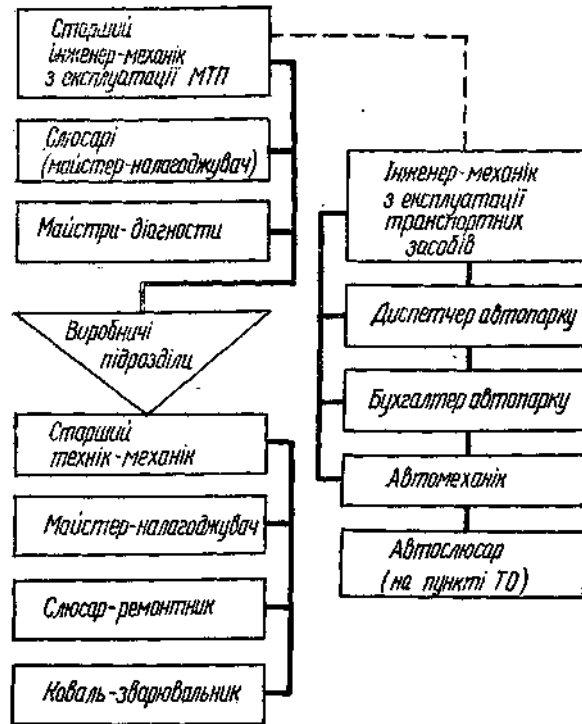 Старший
інженер-механік
з експлуатації МТП
Слюсарі
(майстер-налагоджувач)
Майстри-діагности
Виробничі
підрозділи
Старший
технік-механік
Майстер-налагоджувач
Слюсар-ремонтник
Коваль-зварювальник
Інженер-механік
з експлуатації
транспортних
засобів
Диспетчер автопарку
Бухгалтер автопарку
Автомеханік
Автослюсар
(на пункті ТО)